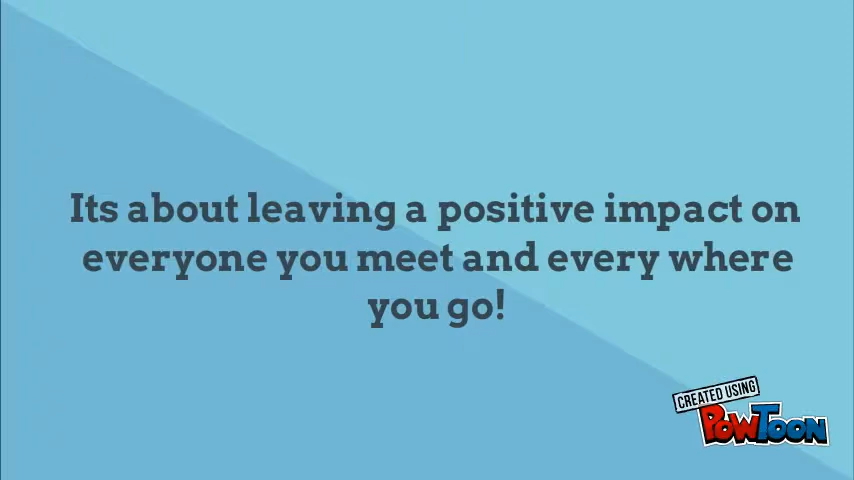 Its about leaving a positive impact on
everyone you meet and every where
you go!
CREATED USING
POWTOON